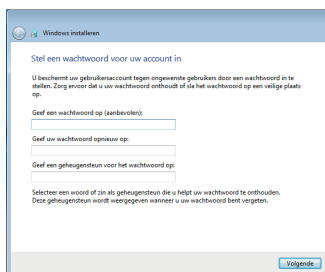 Windows installeren
Stel een wachtwoord voor uw account in
U beschermt uw gebruikersaccount tegen ongewenste gebruikers door een wachtwoord in te
stellen. Zorg ervoor dat u uw wachtwoord onthoudt of sla het wachtwoord op een veilige plaats
op.
Geef een wachtwoord op (aanbevolen):
Geef uw wachtwoord opnieuw op:
Geef een geheugensteun voor het wachtwoord op:
Selecteer een woord of zin als geheugensteun die u helpt uw wachtwoord te onthouden.
Deze geheugensteun wordt weergegeven wanneer u uw wachtwoord bent vergeten.
Volgende